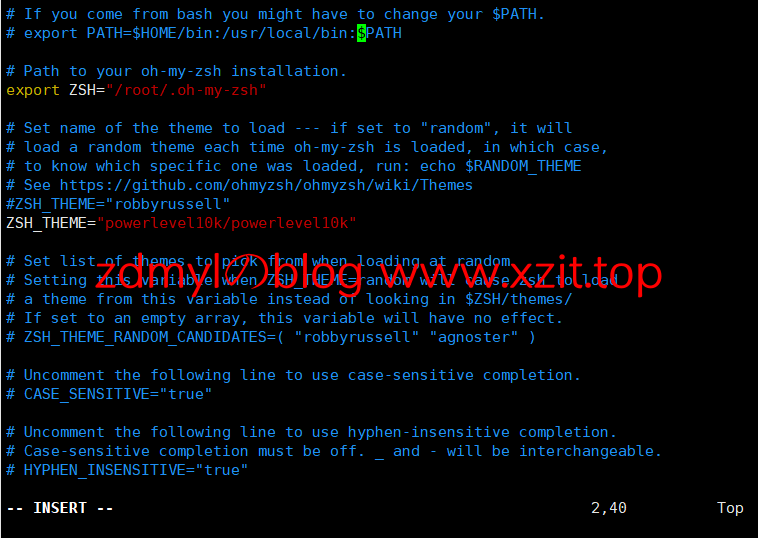 # If you come from bash you might have to change your $PATH.
# export PATH=$HOME/bin:/usr/local/bin:$PATH
# Path to your oh-my-zsh installation.
export ZSH="/root/.oh-my-zsh"
# Set name of the theme to load --- if set to "random", it will
# load a random theme each time oh-my-zsh is loaded, in which case,
# to know which specific one was loaded, run: echo $RANDOM_THEME
# See https://github.com/ohmyzsh/ohmyzsh/wiki/Themes
#ZSH_THEME="robbyrussell"
ZSH_THEME="powerlevel10k/powerlevel10k"
# Set list of themes to pick from when loading at random
# Setting this variable when ZSH_THEME=random will cause zsh to load
zdmyl〇blog www.xzit.top
# a theme from this variable instead of looking in $ZSH/themes/
# If set to an empty array, this variable will have no effect.
# ZSH_THEME_RANDOM_CANDIDATES=( "robbyrussell" "agnoster" )
# Uncomment the following line to use case-sensitive completion.
# CASE_SENSITIVE="true"
# Uncomment the following line to use hyphen-insensitive completion.
# Case-sensitive completion must be off. _ and - will be interchangeable.
# HYPHEN_INSENSITIVE="true"
-- INSERT -- 2,40 Top